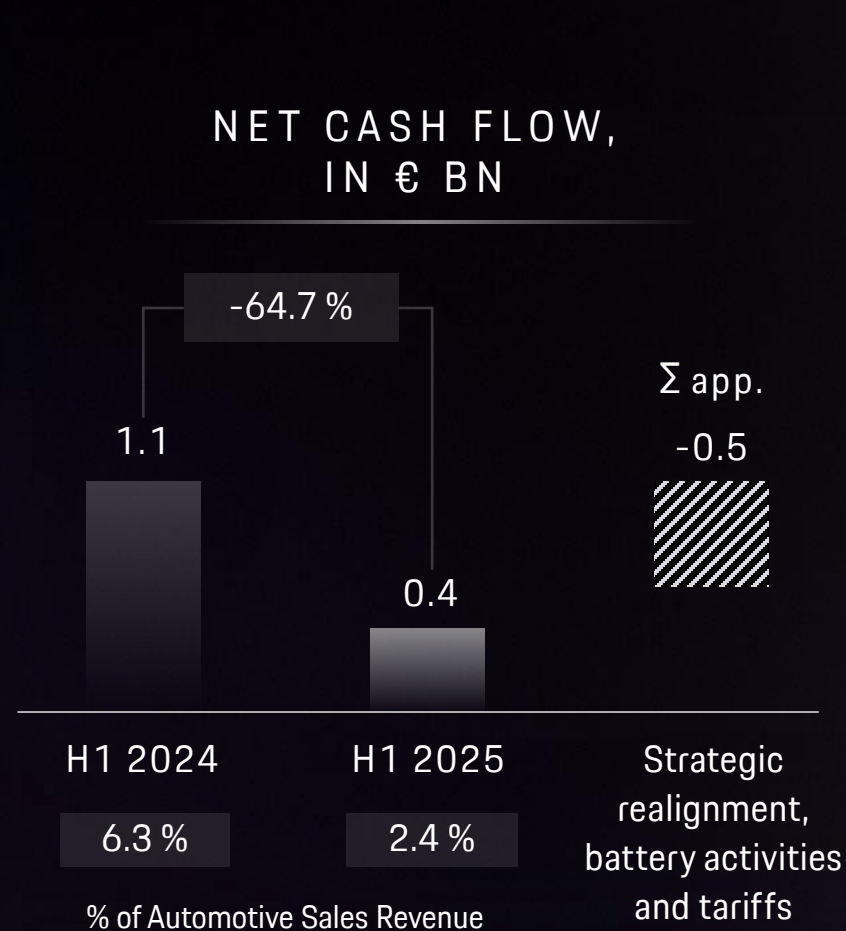 NET CASH FLOW,
IN € BN
-64.7 %
Σ app.
1.1
-0.5
0.4
H1 2024
H1 2025
Strategic
realignment,
battery activities
and tariffs
6.3 %
2.4 %
% of Automotive Sales Revenue